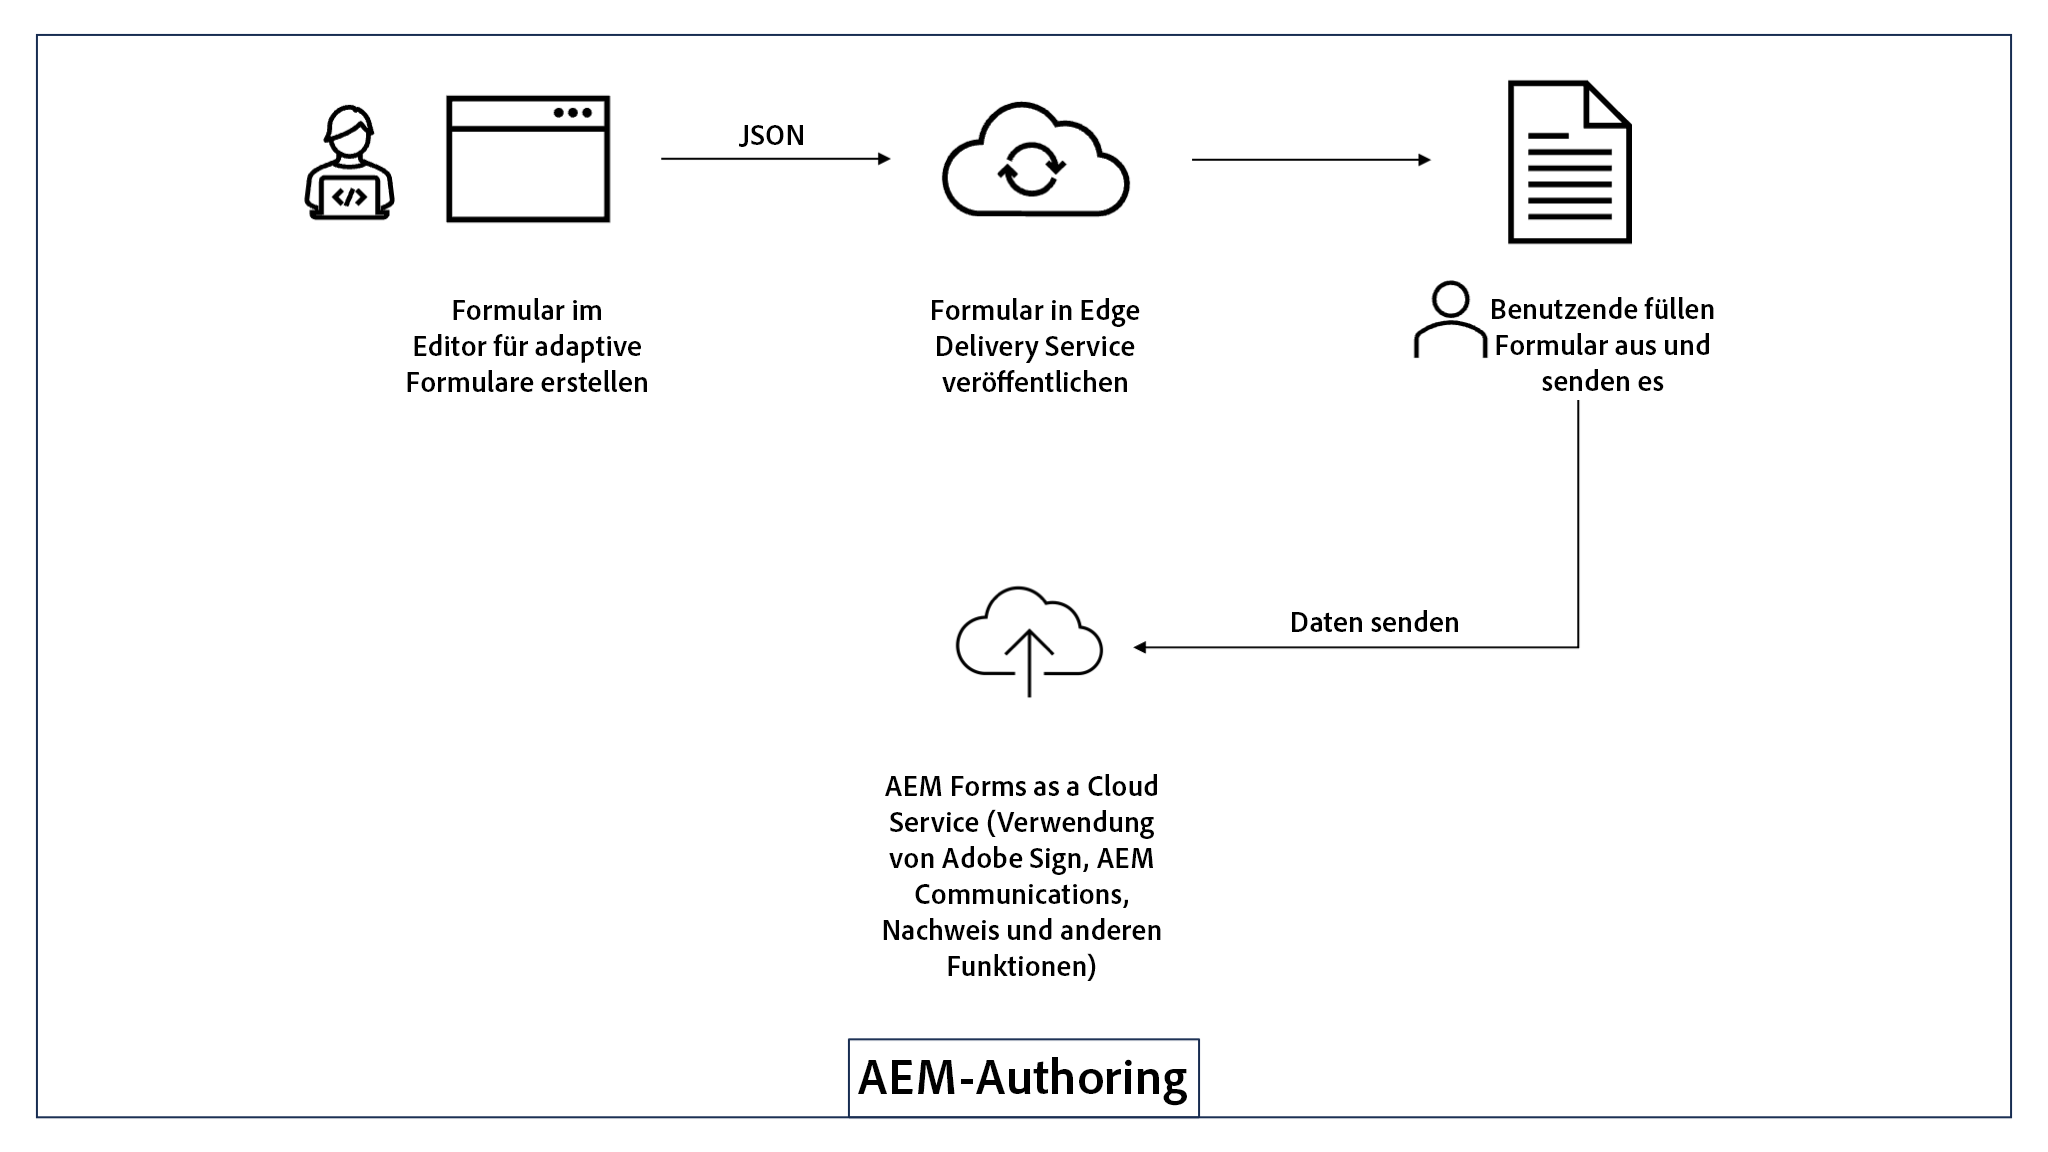 JSON
Formular im
Editor für adaptive
Formulare erstellen
Formular in Edge
Delivery Service
veröffentlichen
Benutzende füllen
Formular aus und
senden es
Daten senden
AEM Forms as a Cloud
Service (Verwendung
von Adobe Sign, AEM
Communications,
Nachweis und anderen
Funktionen)
AEM-Authoring